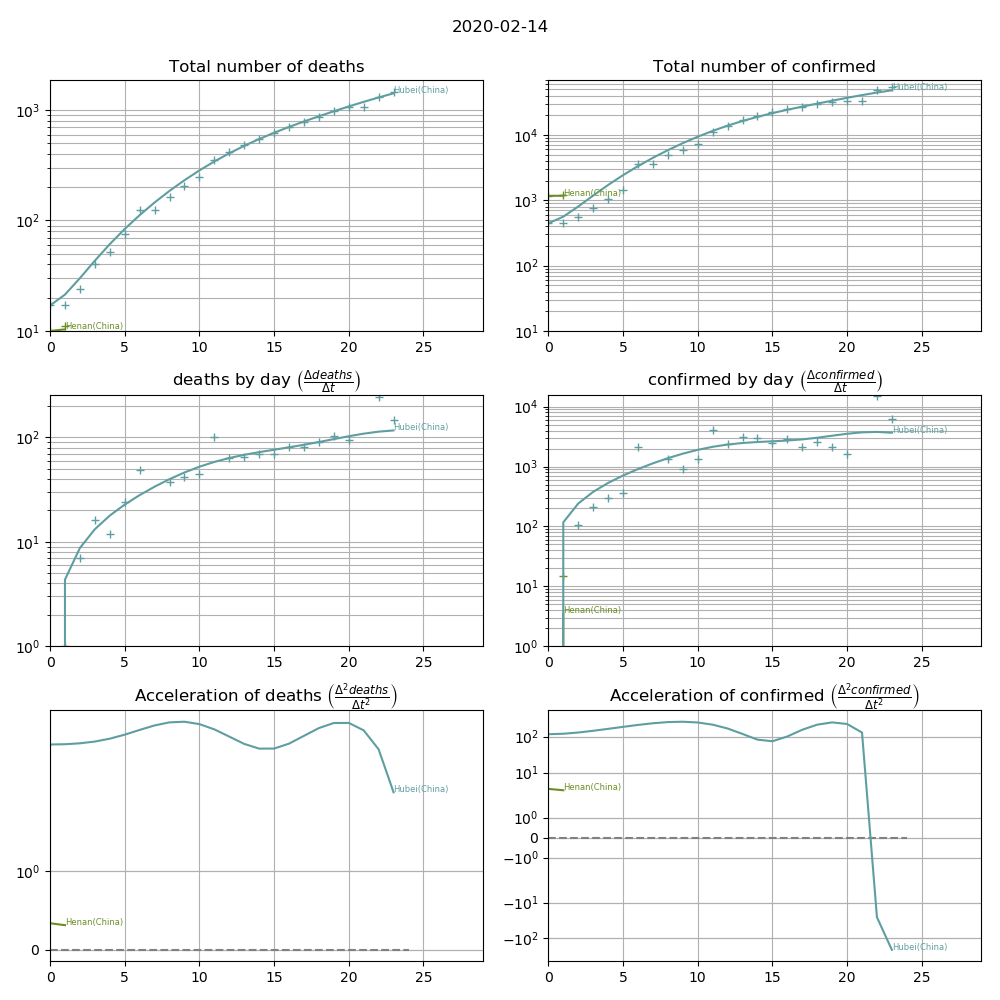 2020-02-14
Total number of deaths
Total number of confirmed
10³
10²
10¹
Hubei(China)
Henan(China)
0 5 10 15 20 25
10⁴
10³
10²
10¹
Hubei(China)
Henan(China)
0 5 10 15 20 25
deaths by day (Δdeaths/Δt)
confirmed by day (Δconfirmed/Δt)
10²
10¹
10⁰
Hubei(China)
0 5 10 15 20 25
10⁴
10³
10²
10¹
10⁰
Hubei(China)
Henan(China)
0 5 10 15 20 25
Acceleration of deaths (Δ²deaths/Δt²)
Acceleration of confirmed (Δ²confirmed/Δt²)
10⁰
0
Hubei(China)
Henan(China)
0 5 10 15 20 25
10²
10¹
10⁰
0
−10⁰
−10¹
−10²
Henan(China)
Hubei(China)
0 5 10 15 20 25